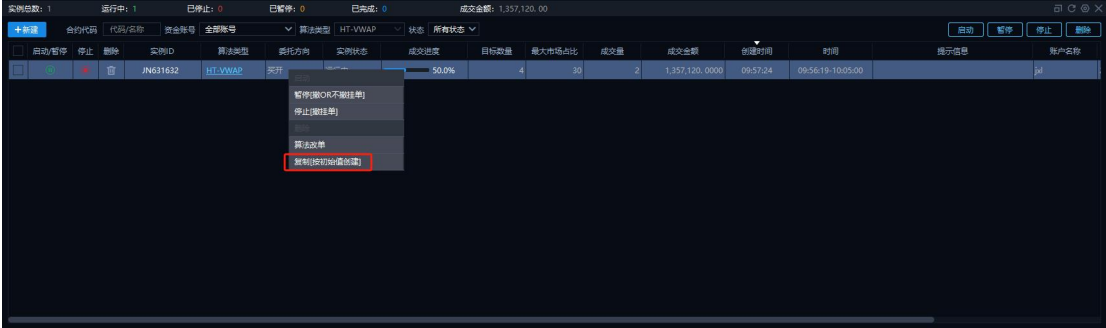 实例总数: 1 运行中: 1 已停止: 0 已暂停: 0 已完成: 0 成交金额: 1,357,120.00
+新建 合约代码 代码/名称 资金账号 全部账号 算法类型 HT-VWAP 状态 所有状态 启动 暂停 停止 删除
启动/暂停 停止 删除 实例ID 算法类型 委托方向 实例状态 成交进度 目标数量 最大市场占比 成交量 成交金额 创建时间 时间 提示信息 账户名称
JN631632 HT-VWAP 买开 50.0% 4 30 2 1,357,120.0000 09:57:24 09:56:19-10:05:00 jxl
暂停[撤OR不撤挂单]
停止[撤挂单]
删除
算法改单
复制[按初始值创建]